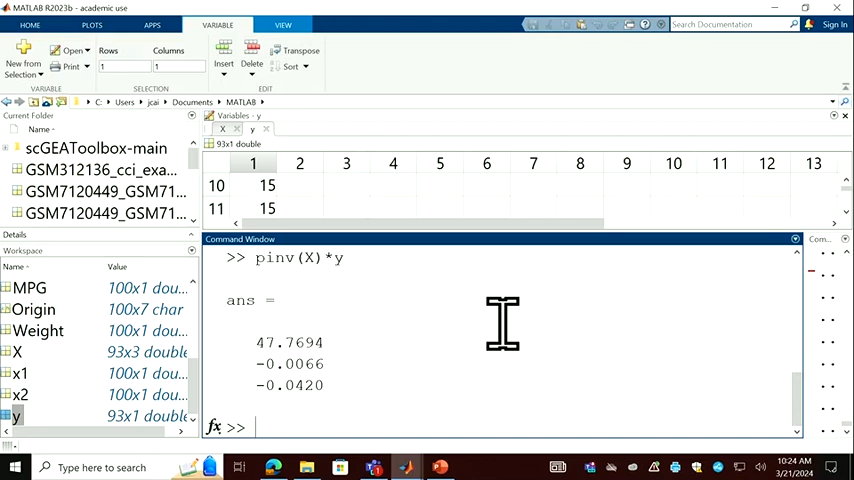 MATLAB R2023b - academic use
HOME PLOTS APPS VARIABLE VIEW
Search Documentation Sign In
New from Selection Open Print Rows Columns Insert Delete Transpose Sort
1 1
VARIABLE SELECTION EDIT
C: Users jcai Documents MATLAB
Current Folder
Name
scGEAToolbox-main
GSM312136_cci_exa...
GSM7120449_GSM71...
GSM7120449_GSM71...
Details
Workspace
Name Value
MPG 100x1 dou...
Origin 100x7 char
Weight 100x1 dou...
X 93x3 double
x1 100x1 dou...
x2 100x1 dou...
y 93x1 double
Variables - y
X y
93x1 double
1 2 3 4 5 6 7 8 9 10 11 12 13
10 15
11 15
Command Window
>> pinv(X)*y
ans =
47.7694
-0.0066
-0.0420
fx >>
Com...
Type here to search
10:24 AM
3/21/2024